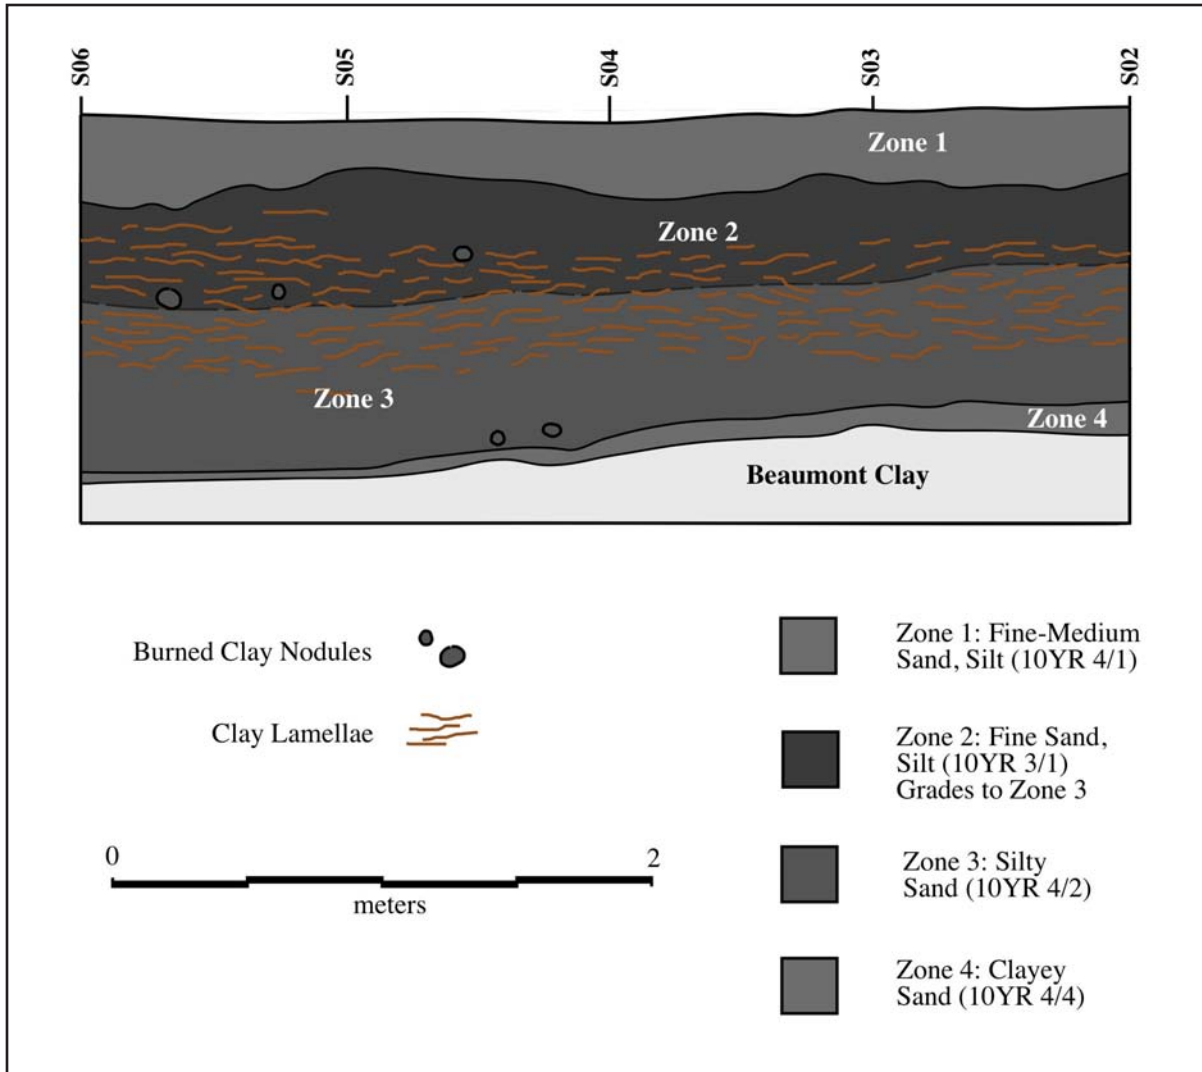 S06
S05
S04
S03
S02
Zone 1
Zone 2
Zone 3
Zone 4
Beaumont Clay
Burned Clay Nodules
Clay Lamellae
0
2
meters
Zone 1: Fine-Medium
Sand, Silt (10YR 4/1)
Zone 2: Fine Sand,
Silt (10YR 3/1)
Grades to Zone 3
Zone 3: Silty
Sand (10YR 4/2)
Zone 4: Clayey
Sand (10YR 4/4)